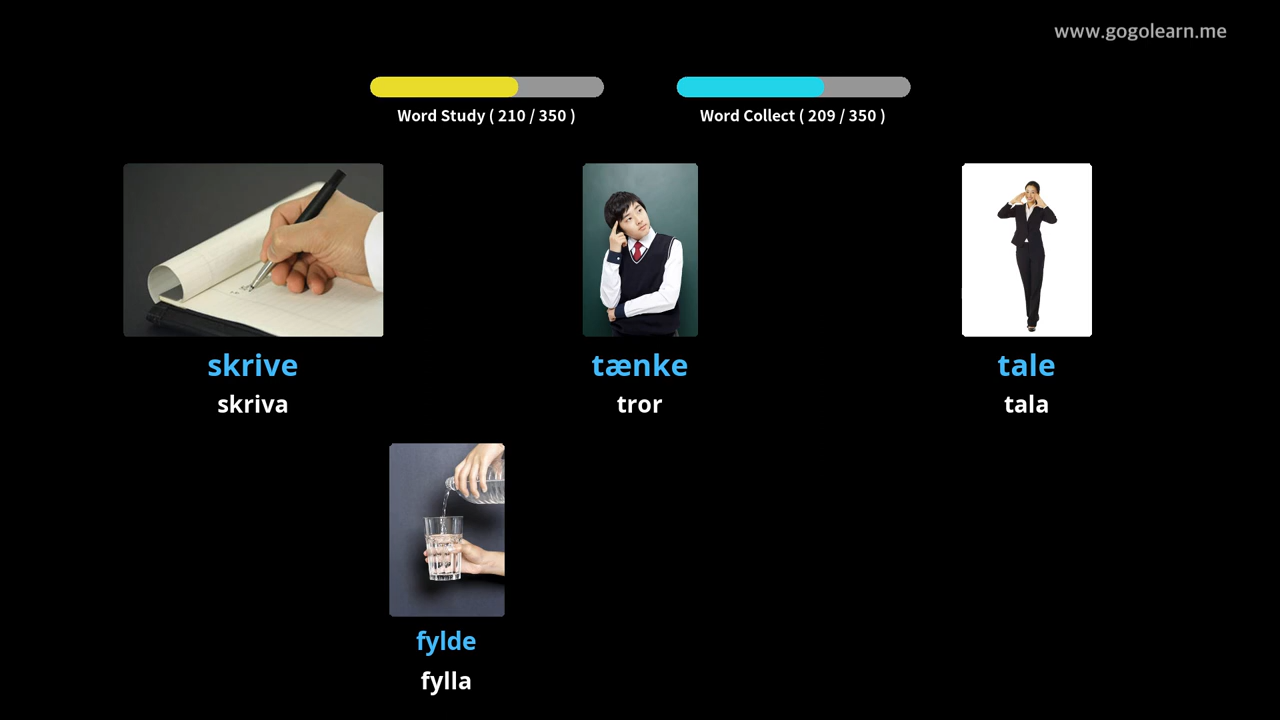 www.gogolearn.me
Word Study ( 210 / 350 )
Word Collect ( 209 / 350 )
skrive
skriva
tænke
tror
tale
tala
fylde
fylla